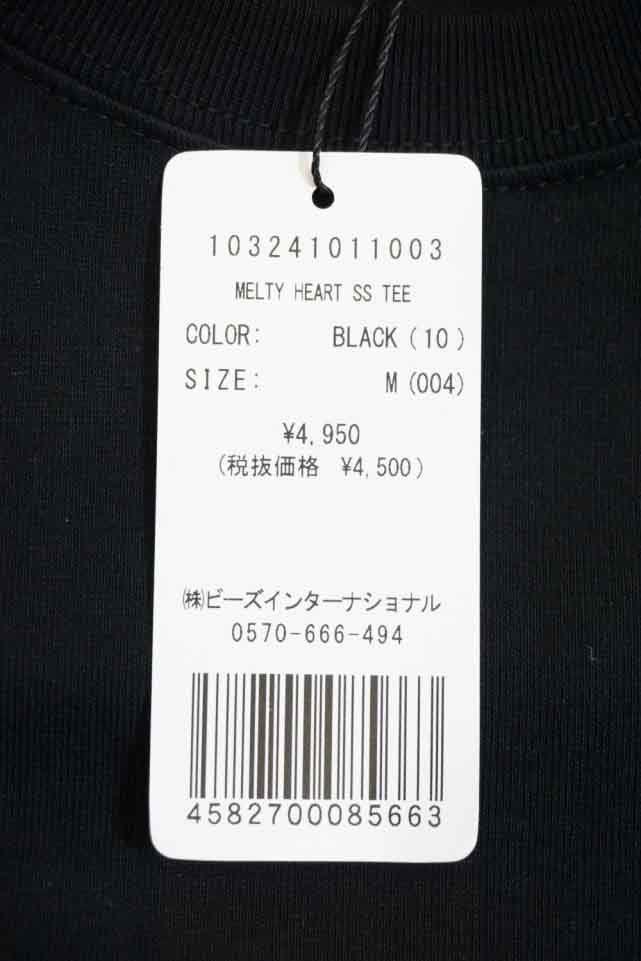 103241011003
MELTY HEART SS TEE
COLOR: BLACK(10)
SIZE: M(004)
¥4,950
(税抜価格 ¥4,500)
㈱ビーズインターナショナル
0570-666-494
4582700085663